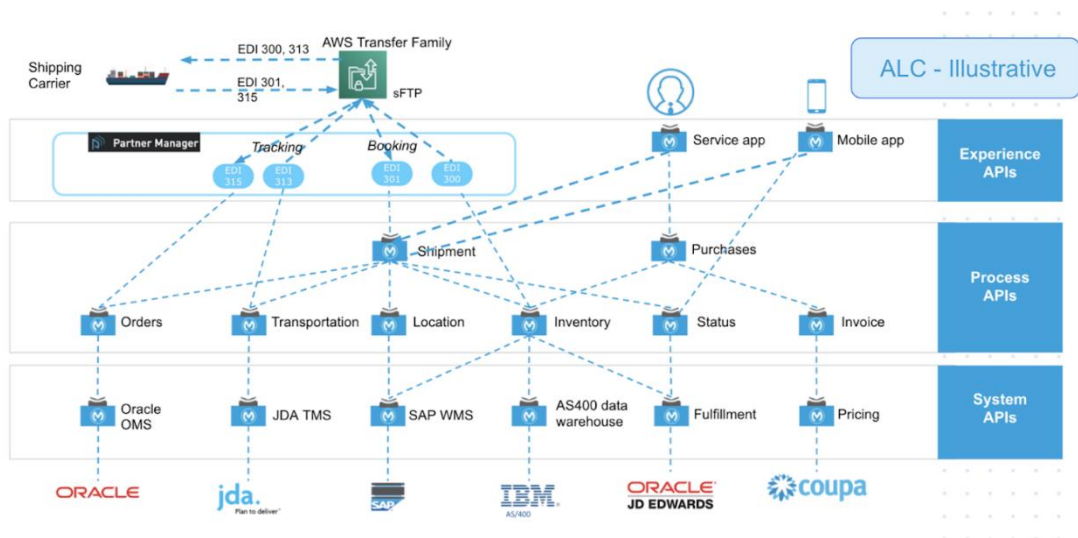 AWS Transfer Family
EDI 300, 313
Shipping
Carrier
EDI 301,
315
sFTP
ALC - Illustrative
Partner Manager
Tracking
Booking
Service app
Mobile app
Experience
APIs
EDI
315
EDI
313
EDI
301
EDI
300
Shipment
Purchases
Process
APIs
Orders
Transportation
Location
Inventory
Status
Invoice
Oracle
OMS
JDA TMS
SAP WMS
AS400 data
warehouse
Fulfillment
Pricing
System
APIs
ORACLE
jda.
Plan to deliver
SAP
IBM
AS/400
ORACLE
JD EDWARDS
coupa